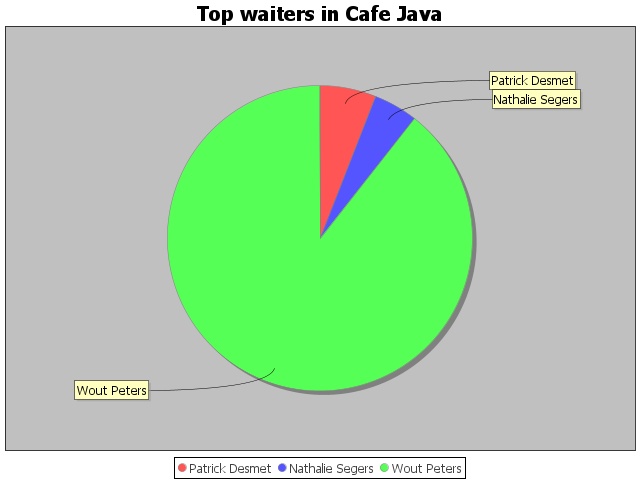 Top waiters in Cafe Java
Patrick Desmet
Nathalie Segers
Wout Peters
Patrick Desmet Nathalie Segers Wout Peters